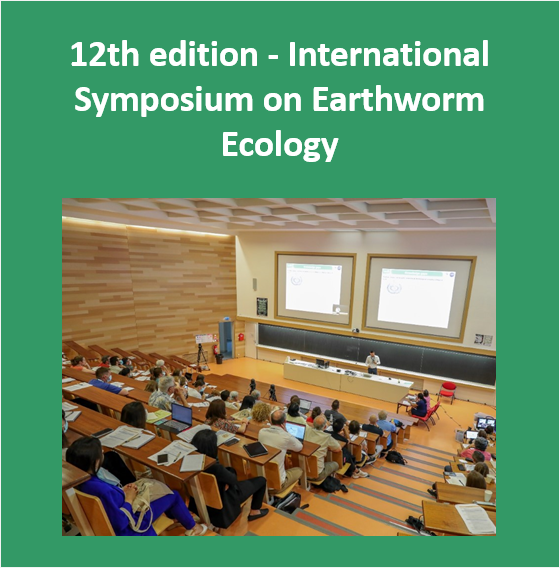 12th edition - International
Symposium on Earthworm
Ecology